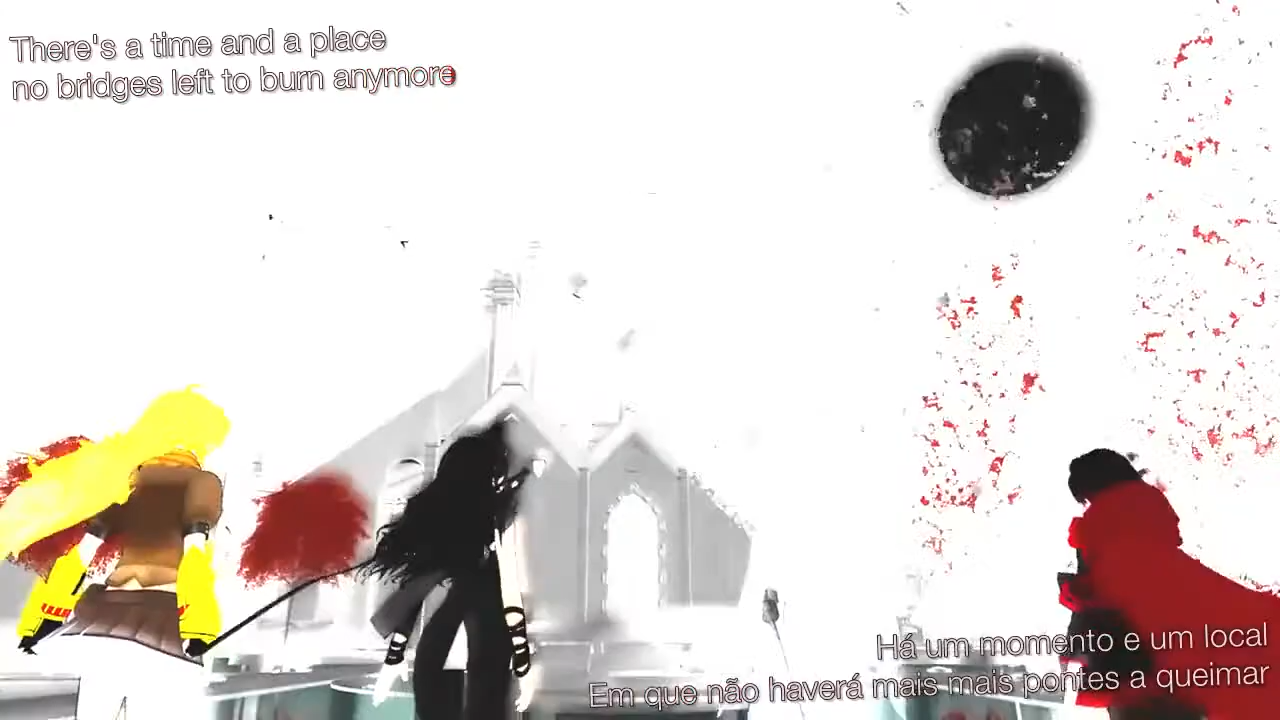 There's a time and a place
no bridges left to burn anymore
Há um momento e um local
Em que não haverá mais mais pontes a queimar